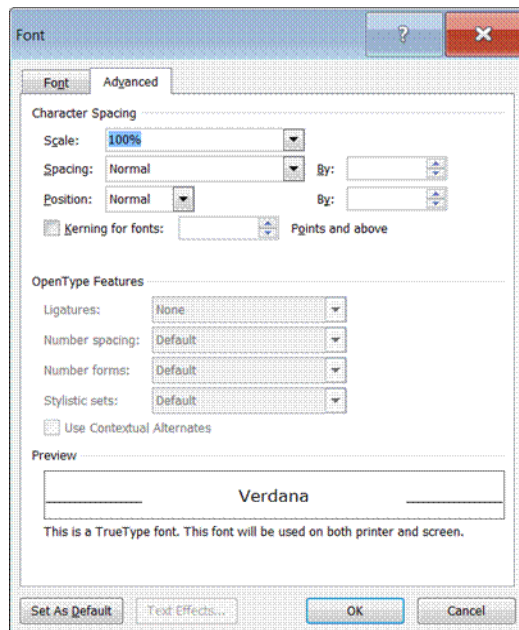 Font
Font Advanced
Character Spacing
Scale: 100%
Spacing: Normal By:
Position: Normal By:
Kerning for fonts: Points and above
OpenType Features
Ligatures: None
Number spacing: Default
Number forms: Default
Stylistic sets: Default
Use Contextual Alternates
Preview
Verdana
This is a TrueType font. This font will be used on both printer and screen.
Set As Default Text Effects... OK Cancel